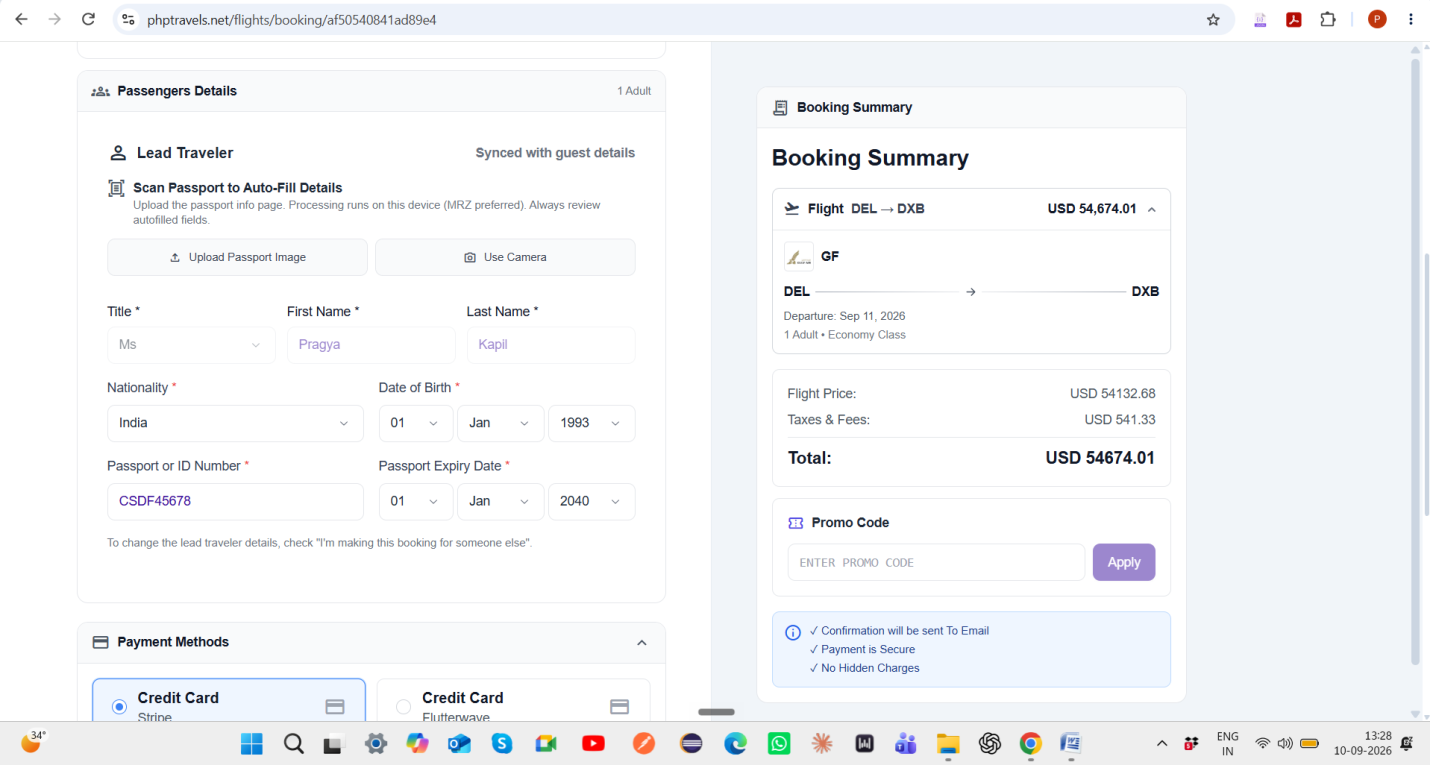 phptravels.net/flights/booking/af50540841ad89e4
P
Passengers Details
1 Adult
Lead Traveler
Synced with guest details
Scan Passport to Auto-Fill Details
Upload the passport info page. Processing runs on this device (MRZ preferred). Always review
autofilled fields.
Upload Passport Image
Use Camera
Title *
First Name *
Last Name *
Ms
Pragya
Kapil
Nationality *
Date of Birth *
India
01
Jan
1993
Passport or ID Number *
Passport Expiry Date *
CSDF45678
01
Jan
2040
To change the lead traveler details, check "I'm making this booking for someone else".
Payment Methods
Credit Card
Stripe
Credit Card
Flutterwave
Booking Summary
Booking Summary
Flight DEL → DXB
USD 54,674.01
GF
DEL
DXB
Departure: Sep 11, 2026
1 Adult • Economy Class
Flight Price:
USD 54132.68
Taxes & Fees:
USD 541.33
Total:
USD 54674.01
Promo Code
ENTER PROMO CODE
Apply
✓ Confirmation will be sent To Email
✓ Payment is Secure
✓ No Hidden Charges
34°
ENG
IN
13:28
10-09-2026